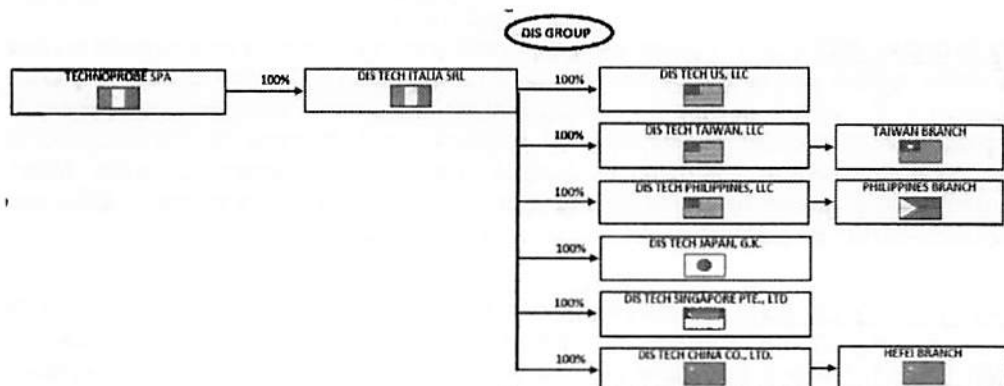 DIS GROUP
TECHNOPROBE SPA
100%
DIS TECH ITALIA SRL
100%
DIS TECH US, LLC
100%
DIS TECH TAIWAN, LLC
TAIWAN BRANCH
100%
DIS TECH PHILIPPINES, LLC
PHILIPPINES BRANCH
100%
DIS TECH JAPAN, G.K.
100%
DIS TECH SINGAPORE PTE., LTD
100%
DIS TECH CHINA CO., LTD.
HEFEI BRANCH